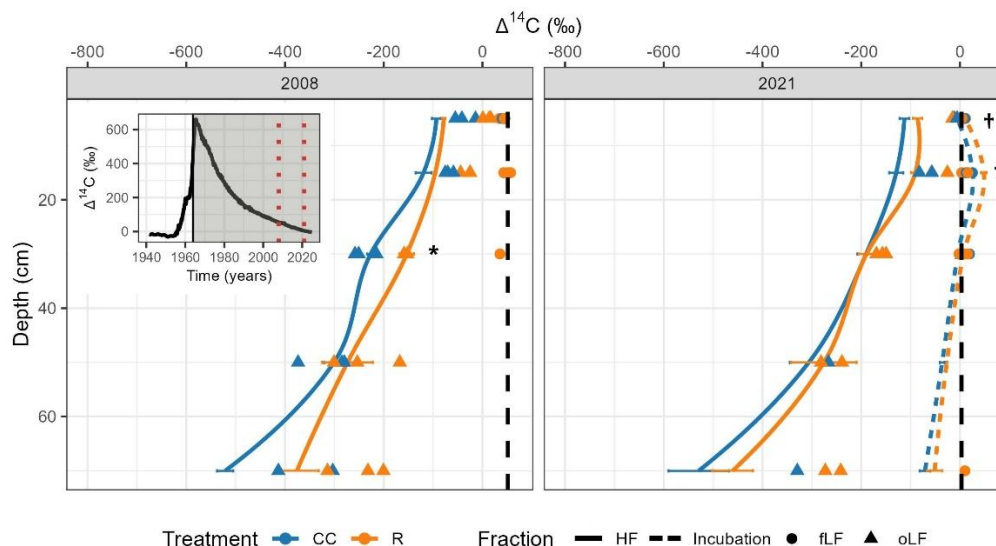 Δ¹⁴C (‰)
-800 -600 -400 -200 0 -800 -600 -400 -200 0
2008 2021
Depth (cm)
20
40
60
Δ¹⁴C (‰)
600
400
200
0
1940 1960 1980 2000 2020
Time (years)
*
†
Treatment CC R Fraction HF Incubation fLF oLF